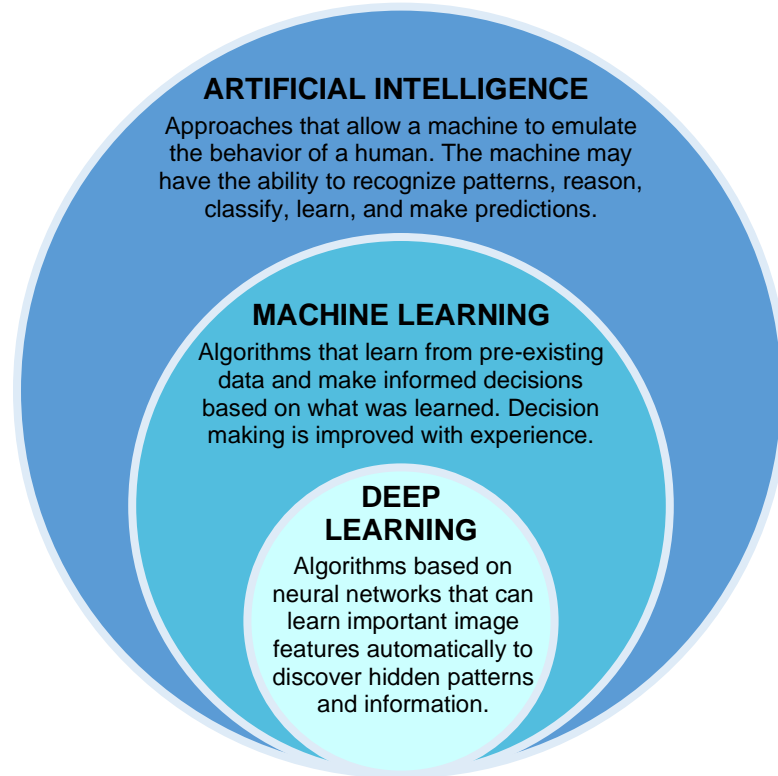 ARTIFICIAL INTELLIGENCE
Approaches that allow a machine to emulate
the behavior of a human. The machine may
have the ability to recognize patterns, reason,
classify, learn, and make predictions.
MACHINE LEARNING
Algorithms that learn from pre-existing
data and make informed decisions
based on what was learned. Decision
making is improved with experience.
DEEP
LEARNING
Algorithms based on
neural networks that can
learn important image
features automatically to
discover hidden patterns
and information.